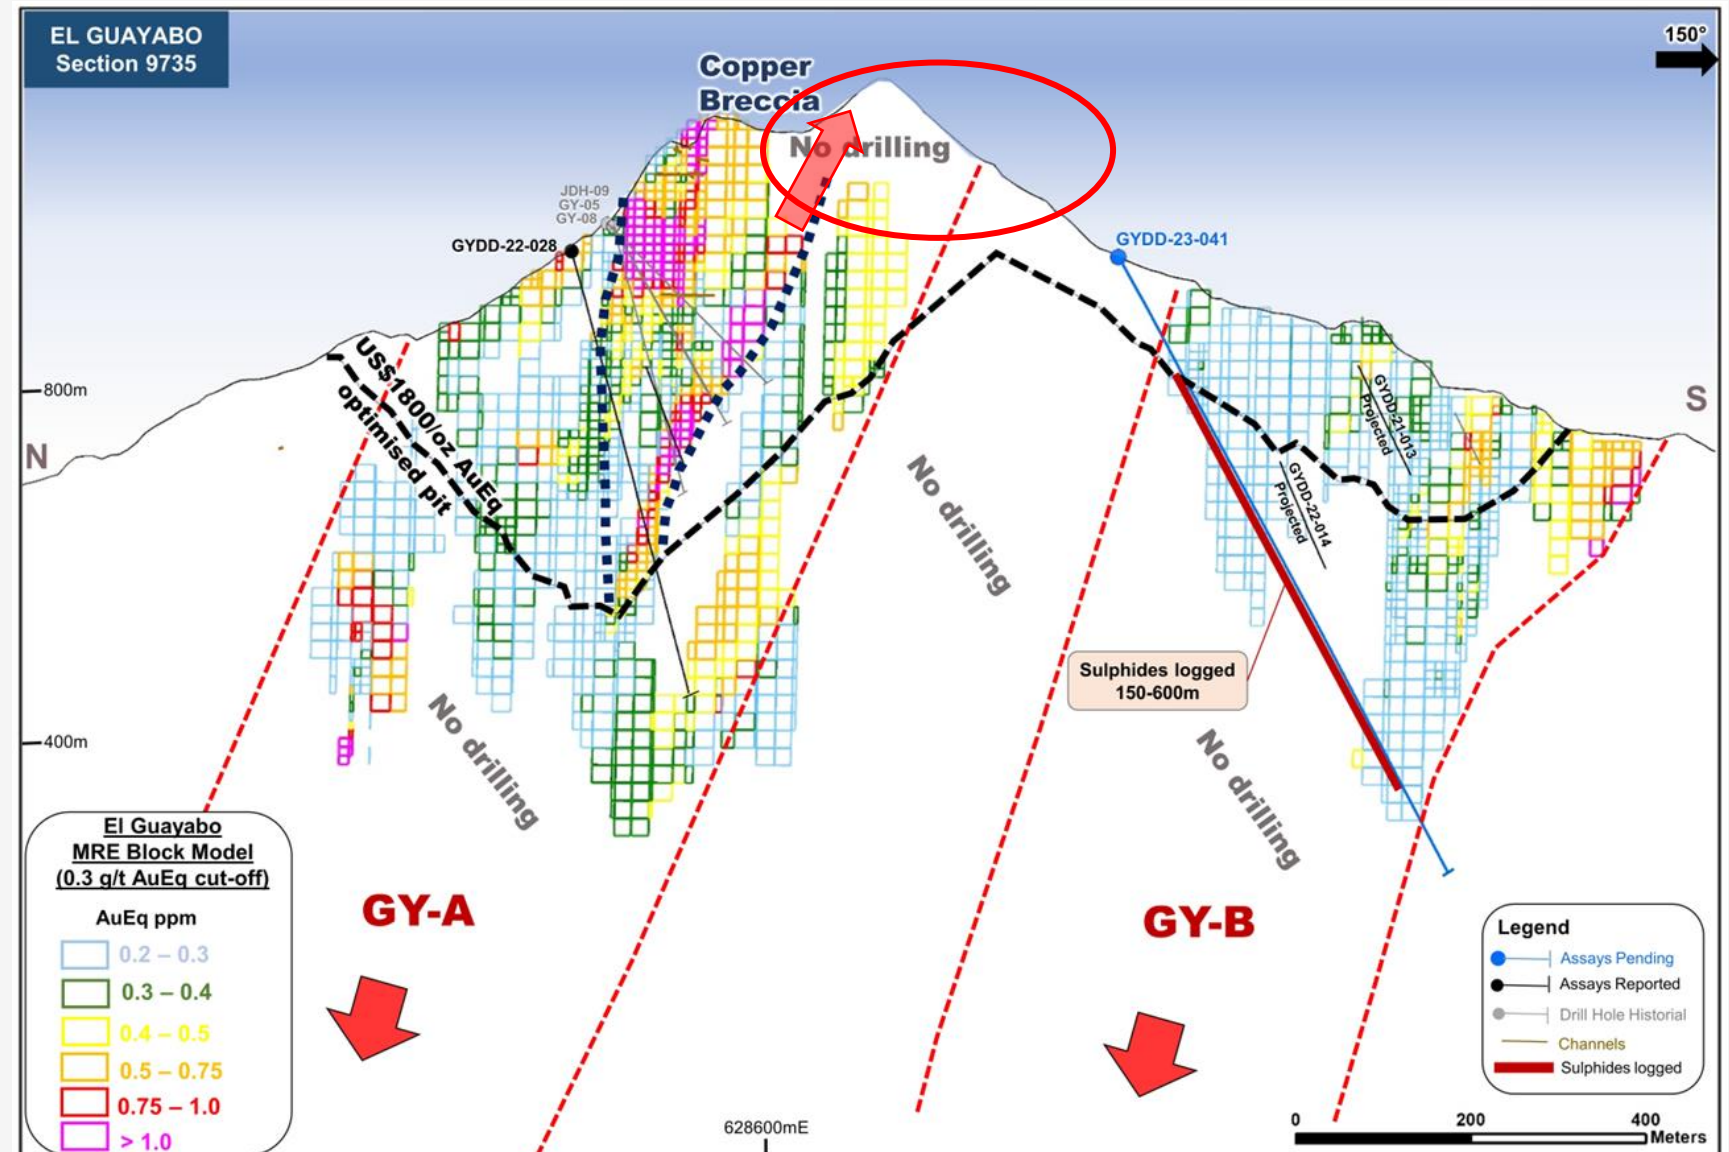 EL GUAYABO
Section 9735
150°
Copper
Breccia
No drilling
JDH-09
GY-05
GY-08
GYDD-22-028
GYDD-23-041
US$1800/oz AuEq
optimised pit
800m
N
S
GYDD-21-013
Projected
GYDD-22-014
Projected
No drilling
Sulphides logged
150-600m
No drilling
No drilling
400m
El Guayabo
MRE Block Model
(0.3 g/t AuEq cut-off)
AuEq ppm
0.2 – 0.3
0.3 – 0.4
0.4 – 0.5
0.5 – 0.75
0.75 – 1.0
> 1.0
GY-A
GY-B
Legend
Assays Pending
Assays Reported
Drill Hole Historial
Channels
Sulphides logged
628600mE
0 200 400
Meters